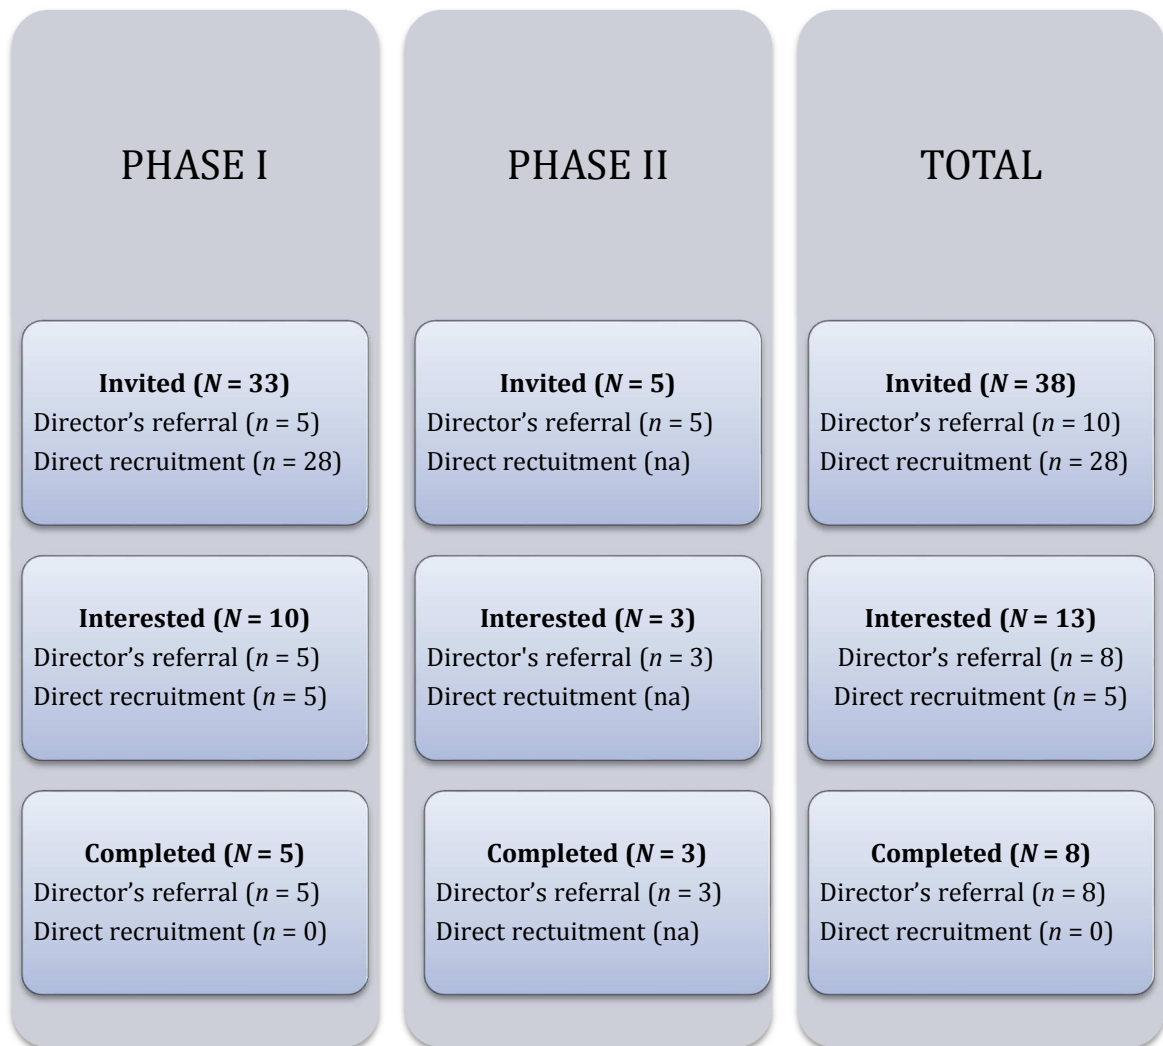 PHASE I
Invited (N = 33)
Director’s referral (n = 5)
Direct recruitment (n = 28)
Interested (N = 10)
Director’s referral (n = 5)
Direct recruitment (n = 5)
Completed (N = 5)
Director’s referral (n = 5)
Direct recruitment (n = 0)
PHASE II
Invited (N = 5)
Director’s referral (n = 5)
Direct rectuitment (na)
Interested (N = 3)
Director's referral (n = 3)
Direct rectuitment (na)
Completed (N = 3)
Director’s referral (n = 3)
Direct rectuitment (na)
TOTAL
Invited (N = 38)
Director’s referral (n = 10)
Direct recruitment (n = 28)
Interested (N = 13)
Director’s referral (n = 8)
Direct recruitment (n = 5)
Completed (N = 8)
Director’s referral (n = 8)
Direct recruitment (n = 0)